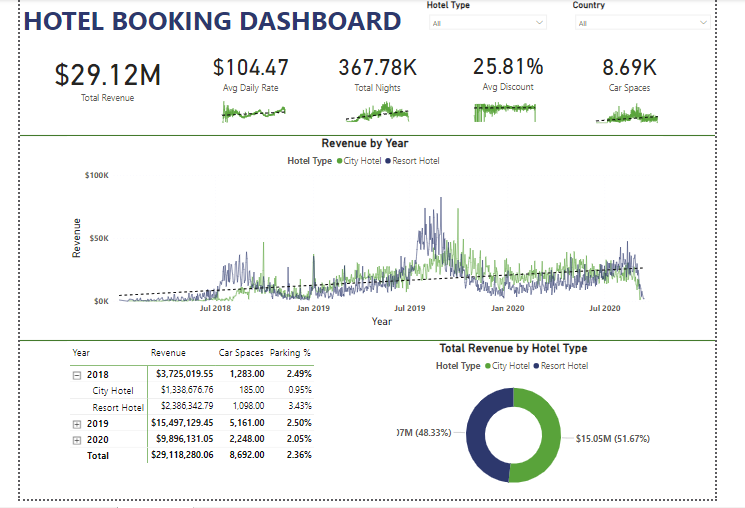 HOTEL BOOKING DASHBOARD
Hotel Type
All
Country
All
$29.12M
Total Revenue
$104.47
Avg Daily Rate
367.78K
Total Nights
25.81%
Avg Discount
8.69K
Car Spaces
Revenue by Year
Hotel Type City Hotel Resort Hotel
$100K
$50K
$0K
Revenue
Jul 2018 Jan 2019 Jul 2019 Jan 2020 Jul 2020
Year
Year Revenue Car Spaces Parking %
2018 $3,725,019.55 1,283.00 2.49%
City Hotel $1,338,676.76 185.00 0.95%
Resort Hotel $2,386,342.79 1,098.00 3.43%
2019 $15,497,129.45 5,161.00 2.50%
2020 $9,896,131.05 2,248.00 2.05%
Total $29,118,280.06 8,692.00 2.36%
Total Revenue by Hotel Type
Hotel Type City Hotel Resort Hotel
7M (48.33%)
$15.05M (51.67%)